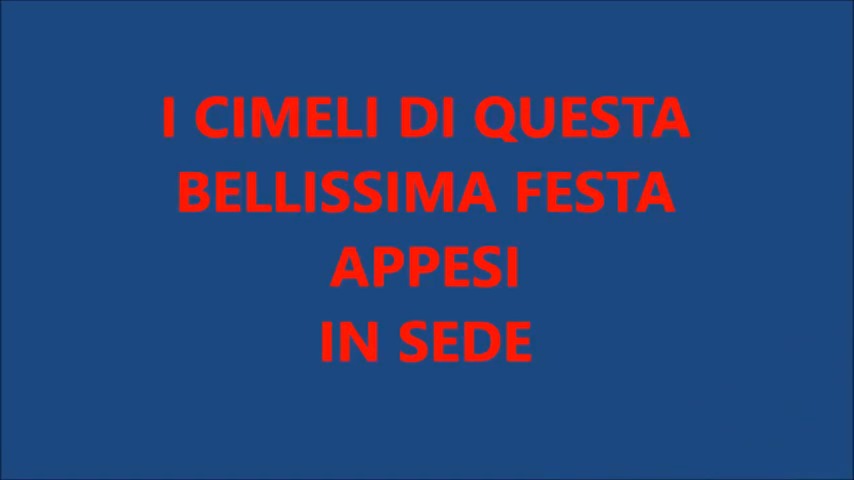 I CIMELI DI QUESTA
BELLISSIMA FESTA
APPESI
IN SEDE